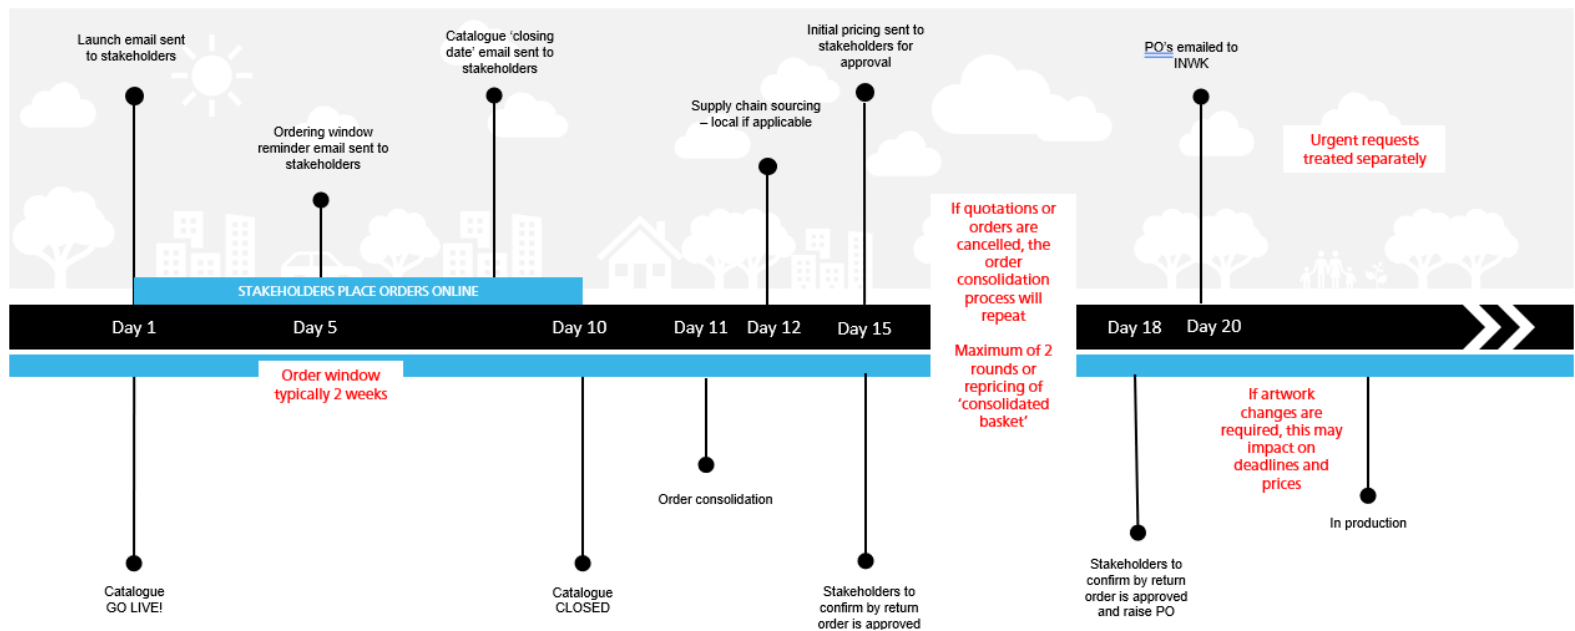 Launch email sent
to stakeholders
Ordering window
reminder email sent to
stakeholders
Catalogue ‘closing
date’ email sent to
stakeholders
Supply chain sourcing
– local if applicable
Initial pricing sent to
stakeholders for
approval
PO's emailed to
INWK
Urgent requests
treated separately
If quotations or
orders are
cancelled, the
order
consolidation
process will
repeat
Maximum of 2
rounds or
repricing of
‘consolidated
basket’
STAKEHOLDERS PLACE ORDERS ONLINE
Day 1
Day 5
Day 10
Day 11
Day 12
Day 15
Day 18
Day 20
Order window
typically 2 weeks
If artwork
changes are
required, this may
impact on
deadlines and
prices
Catalogue
GO LIVE!
Catalogue
CLOSED
Order consolidation
Stakeholders to
confirm by return
order is approved
Stakeholders to
confirm by return
order is approved
and raise PO
In production